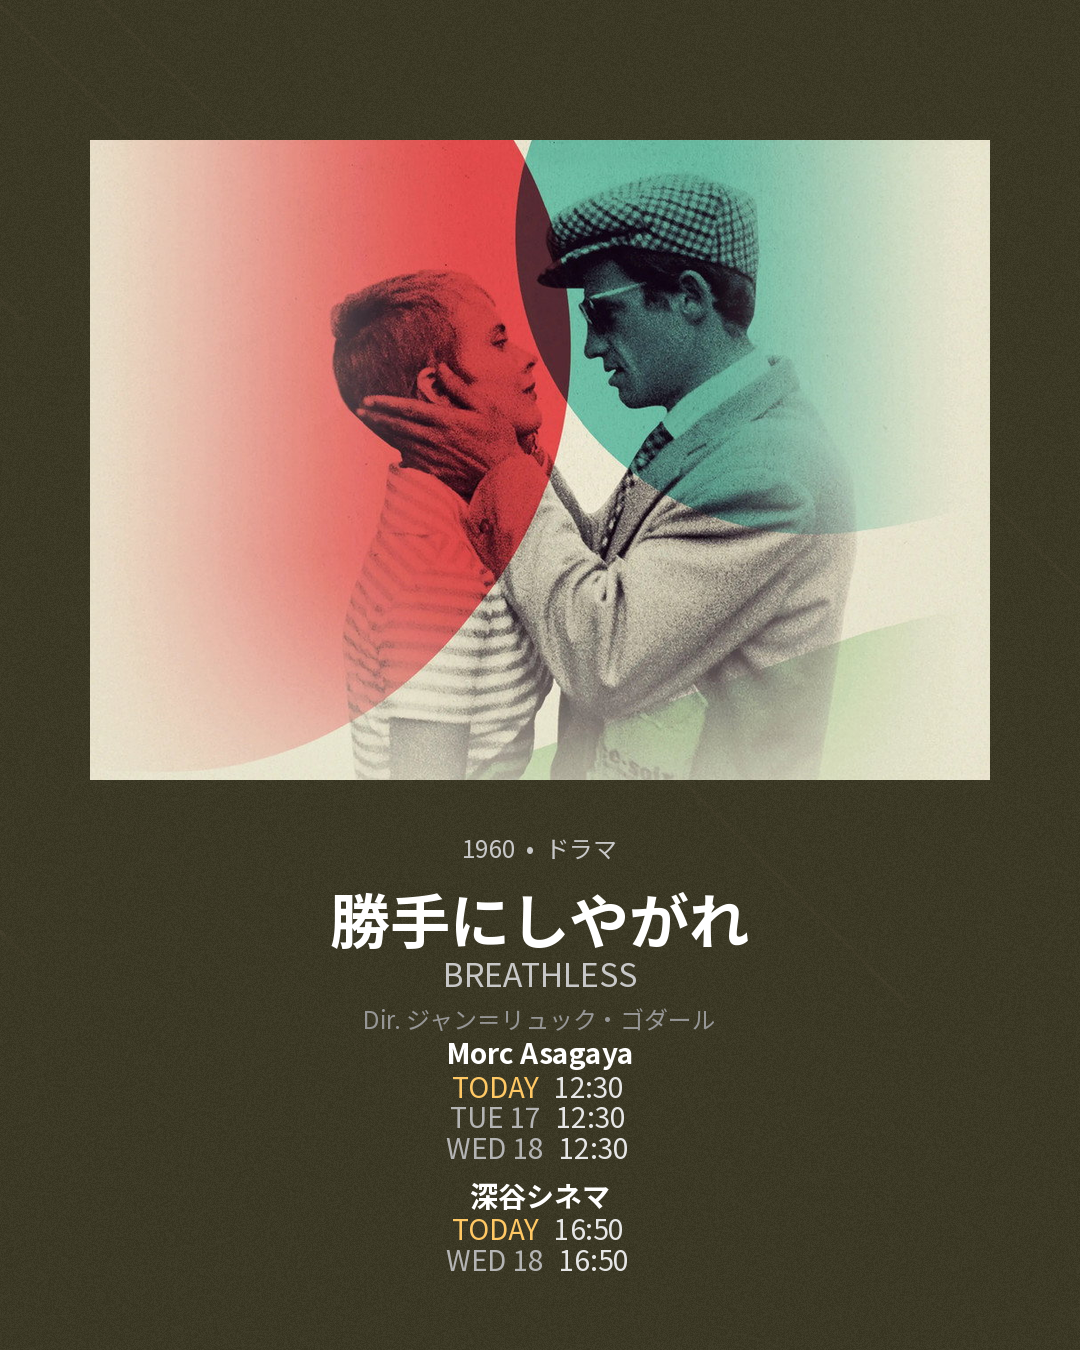 1960 • ドラマ
勝手にしやがれ
BREATHLESS
Dir. ジャン＝リュック・ゴダール
Morc Asagaya
TODAY 12:30
TUE 17 12:30
WED 18 12:30
深谷シネマ
TODAY 16:50
WED 18 16:50